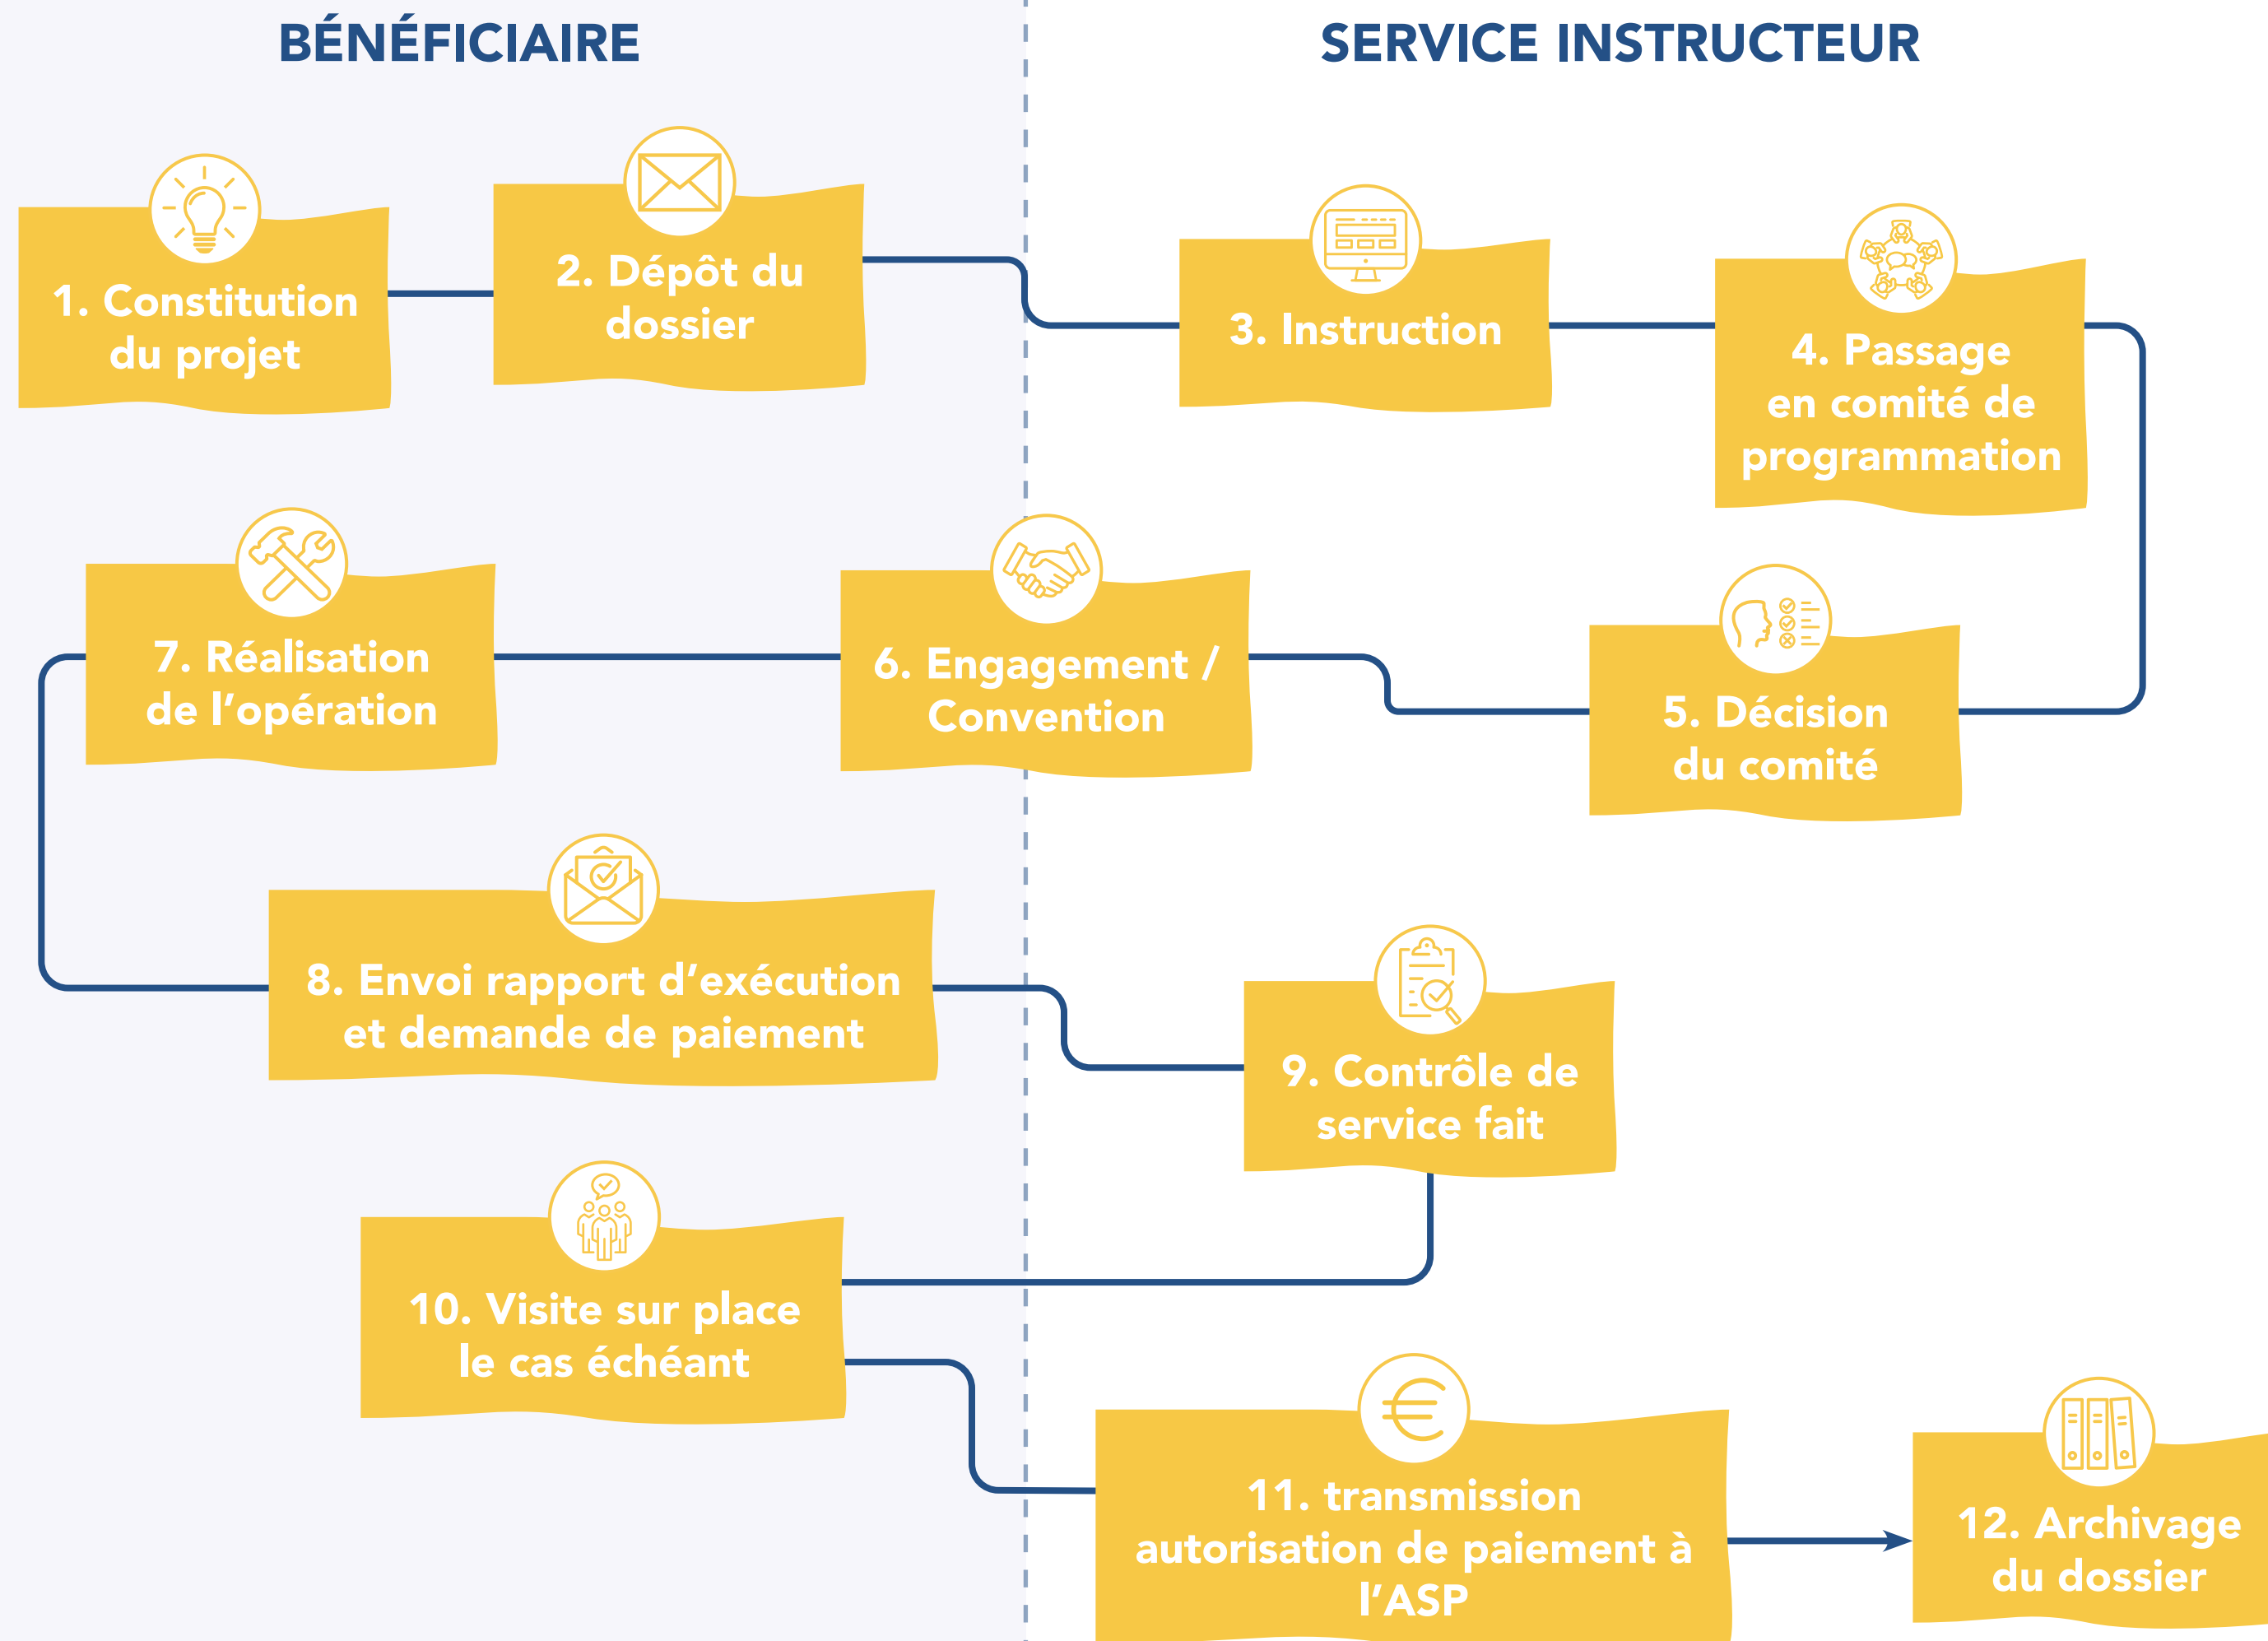 BÉNÉFICIAIRE
SERVICE INSTRUCTEUR
1. Constitution
du projet
2. Dépôt du
dossier
3. Instruction
4. Passage
en comité de
programmation
5. Décision
du comité
6. Engagement /
Convention
7. Réalisation
de l’opération
8. Envoi rapport d’exécution
et demande de paiement
9. Contrôle de
service fait
10. Visite sur place
le cas échéant
11. transmission
autorisation de paiement à
l’ASP
12. Archivage
du dossier